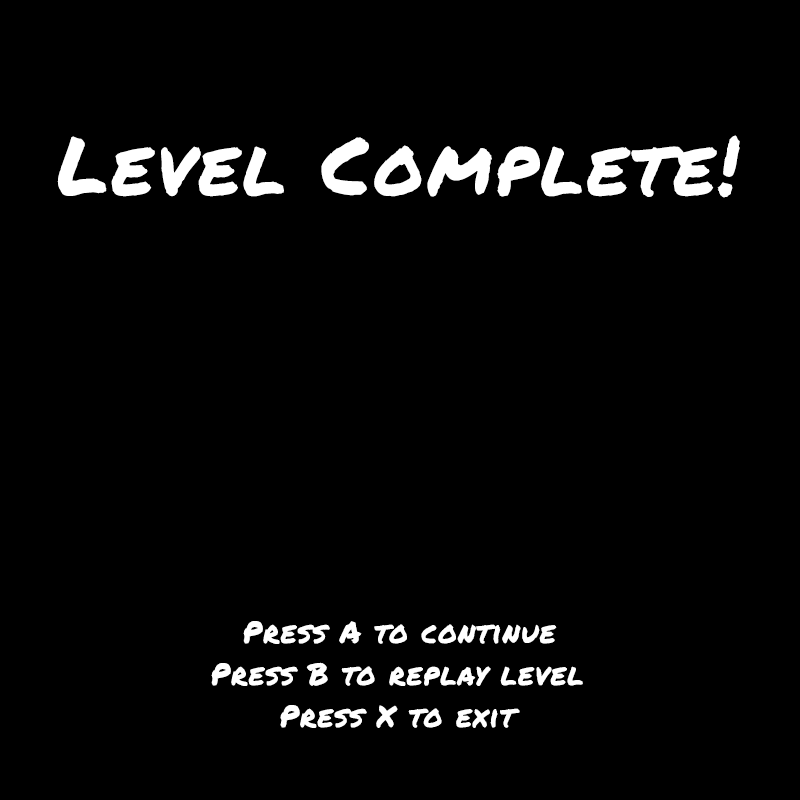 Level Complete!
Press A to continue
Press B to replay level
Press X to exit